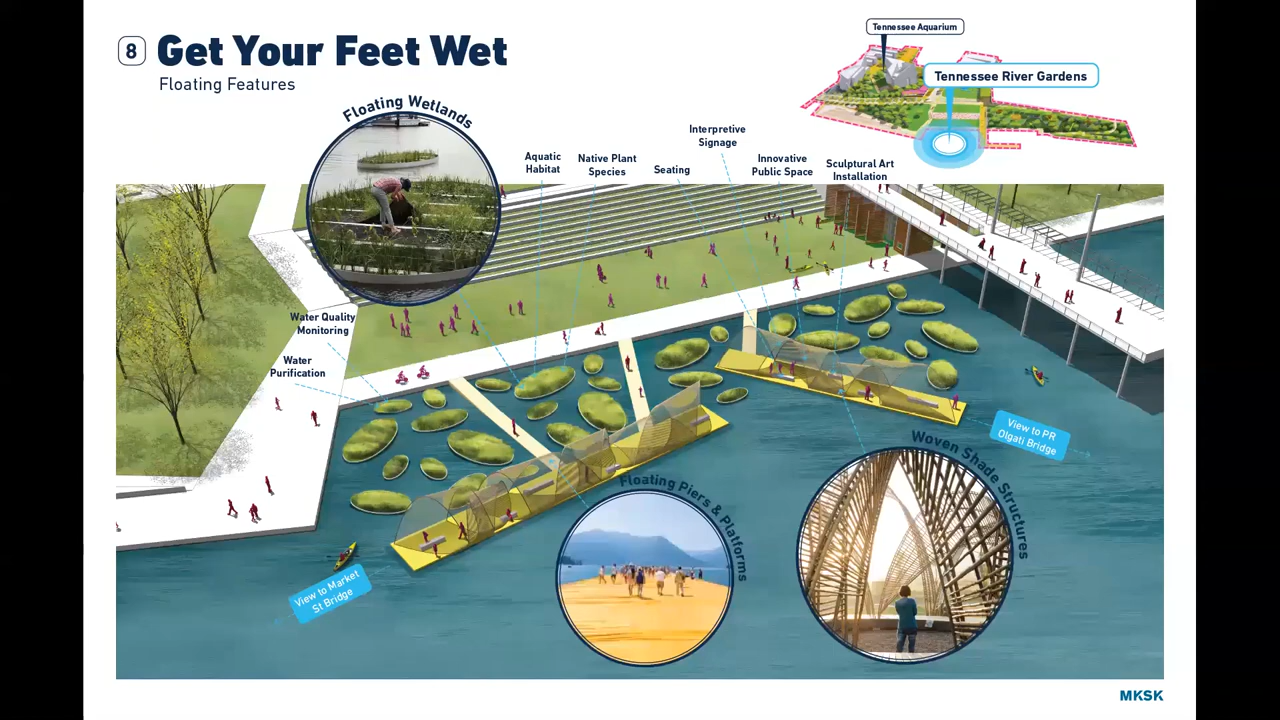 8 Get Your Feet Wet
Floating Features
Tennessee Aquarium
Tennessee River Gardens
Floating Wetlands
Aquatic
Habitat
Native Plant
Species
Seating
Interpretive
Signage
Innovative
Public Space
Sculptural Art
Installation
Water Quality
Monitoring
Water
Purification
View to PR
Olgati Bridge
Woven Shade Structures
Floating Piers & Platforms
View to Market
St Bridge
MKSK